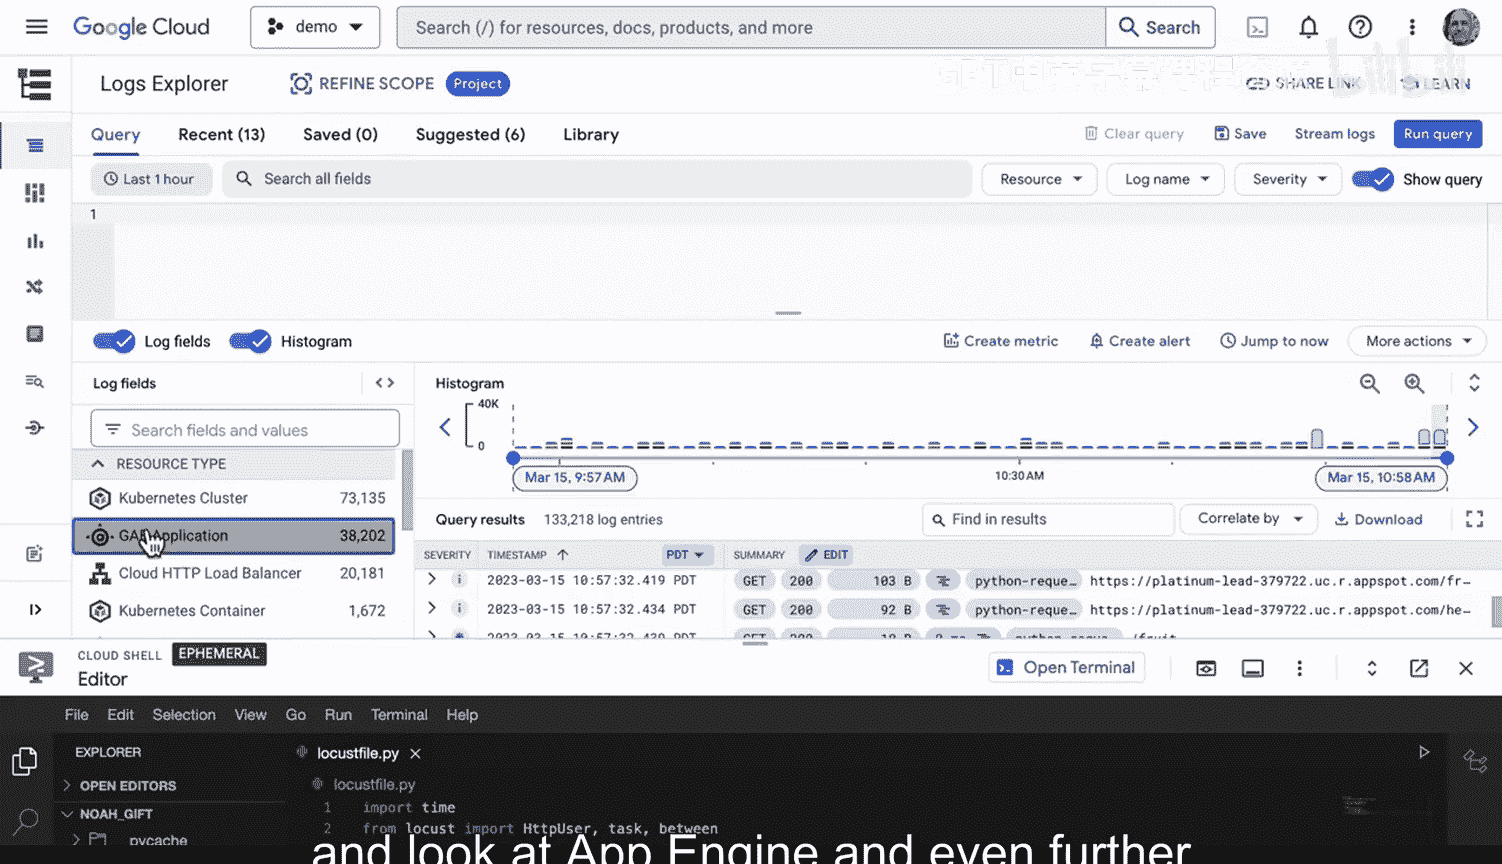 Google Cloud
demo
Search (/) for resources, docs, products, and more
Search
Logs Explorer
REFINE SCOPE
Project
SHARE LINK
LEARN
Query
Recent (13)
Saved (0)
Suggested (6)
Library
Clear query
Save
Stream logs
Run query
Last 1 hour
Search all fields
Resource
Log name
Severity
Show query
1
Log fields
Histogram
Create metric
Create alert
Jump to now
More actions
Log fields
Histogram
Search fields and values
40K
0
Mar 15, 9:57 AM
10:30 AM
Mar 15, 10:58 AM
RESOURCE TYPE
Kubernetes Cluster 73,135
GAE Application 38,202
Cloud HTTP Load Balancer 20,181
Kubernetes Container 1,672
Query results 133,218 log entries
Find in results
Correlate by
Download
SEVERITY TIMESTAMP PDT SUMMARY EDIT
2023-03-15 10:57:32.419 PDT GET 200 103 B python-reque… https://platinum-lead-379722.uc.r.appspot.com/fr…
2023-03-15 10:57:32.434 PDT GET 200 92 B python-reque… https://platinum-lead-379722.uc.r.appspot.com/he…
CLOUD SHELL
EPHEMERAL
Editor
Open Terminal
File Edit Selection View Go Run Terminal Help
EXPLORER
locustfile.py
OPEN EDITORS
locustfile.py
NOAH_GIFT
1 import time
2 from locust import HttpUser, task, between
pycache
and look at App Engine and even further